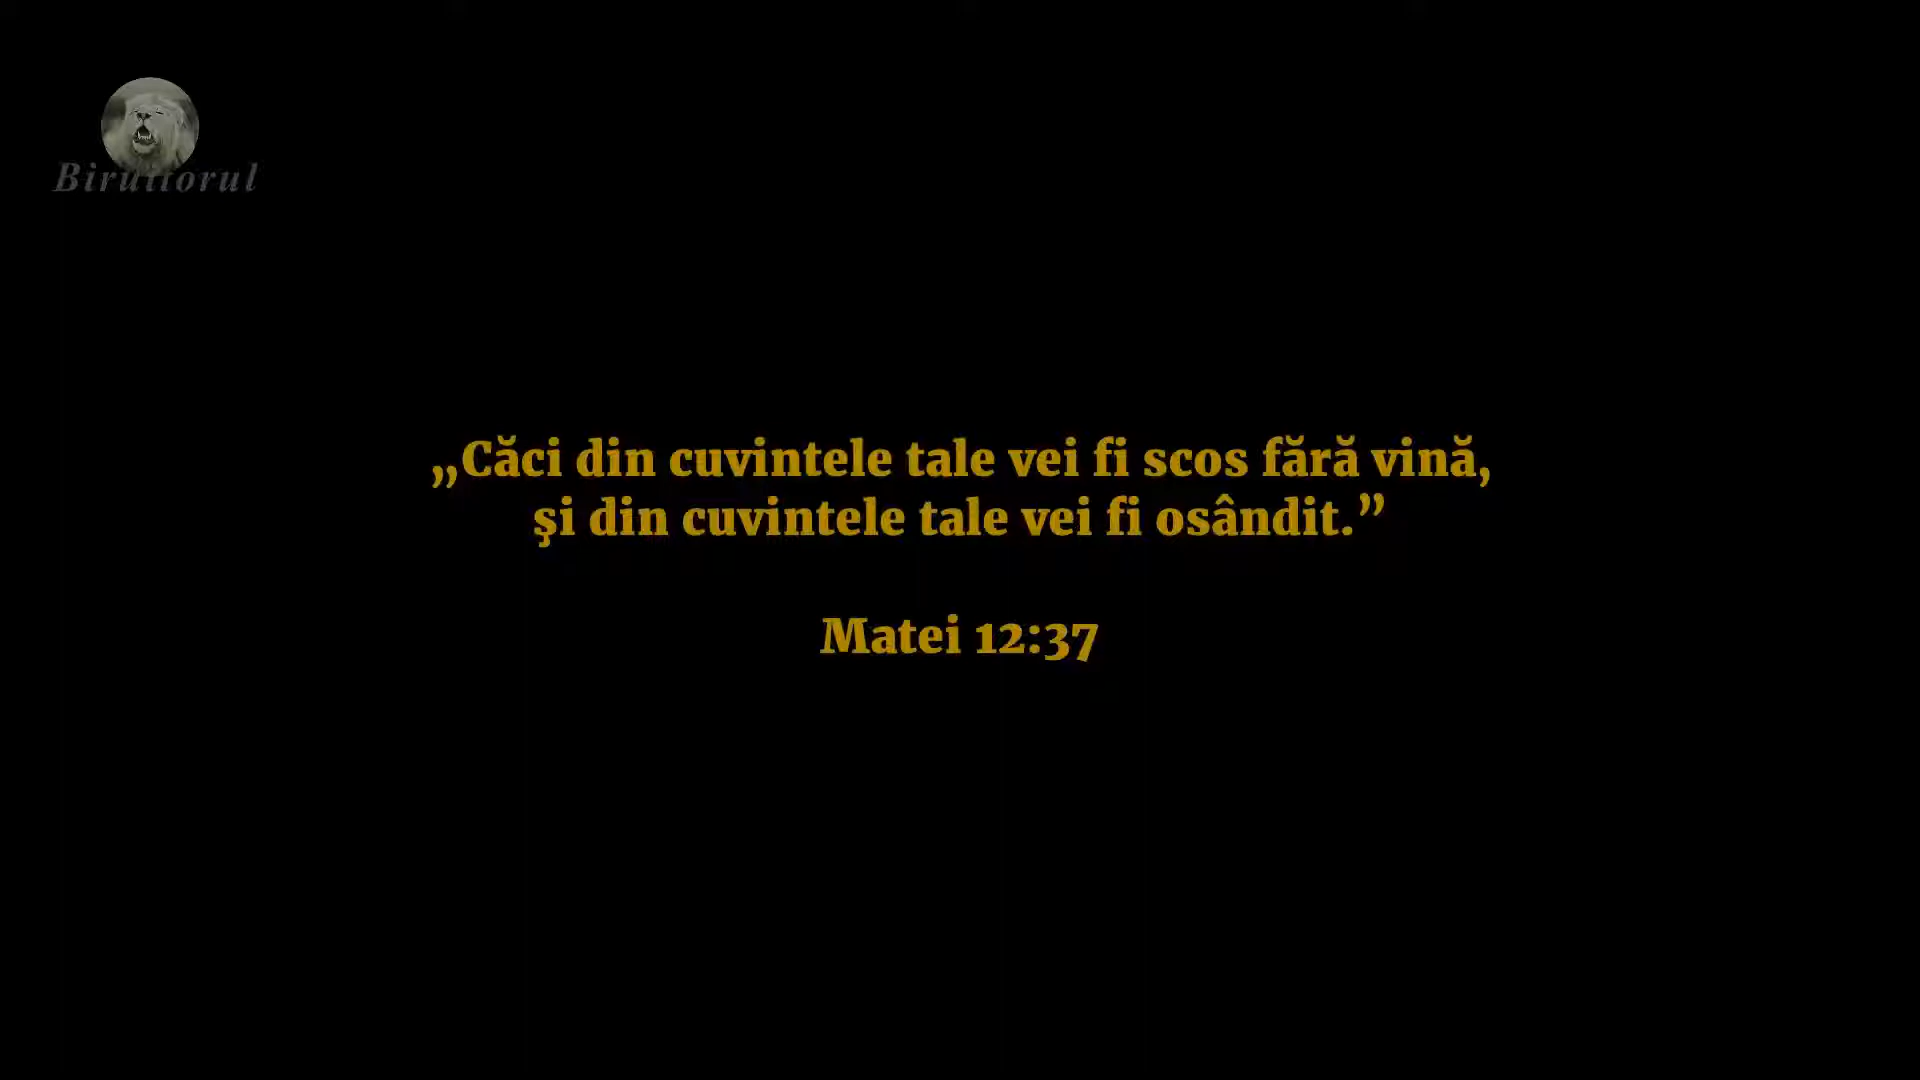 Biruitorul
„Căci din cuvintele tale vei fi scos fără vină,
şi din cuvintele tale vei fi osândit.”
Matei 12:37